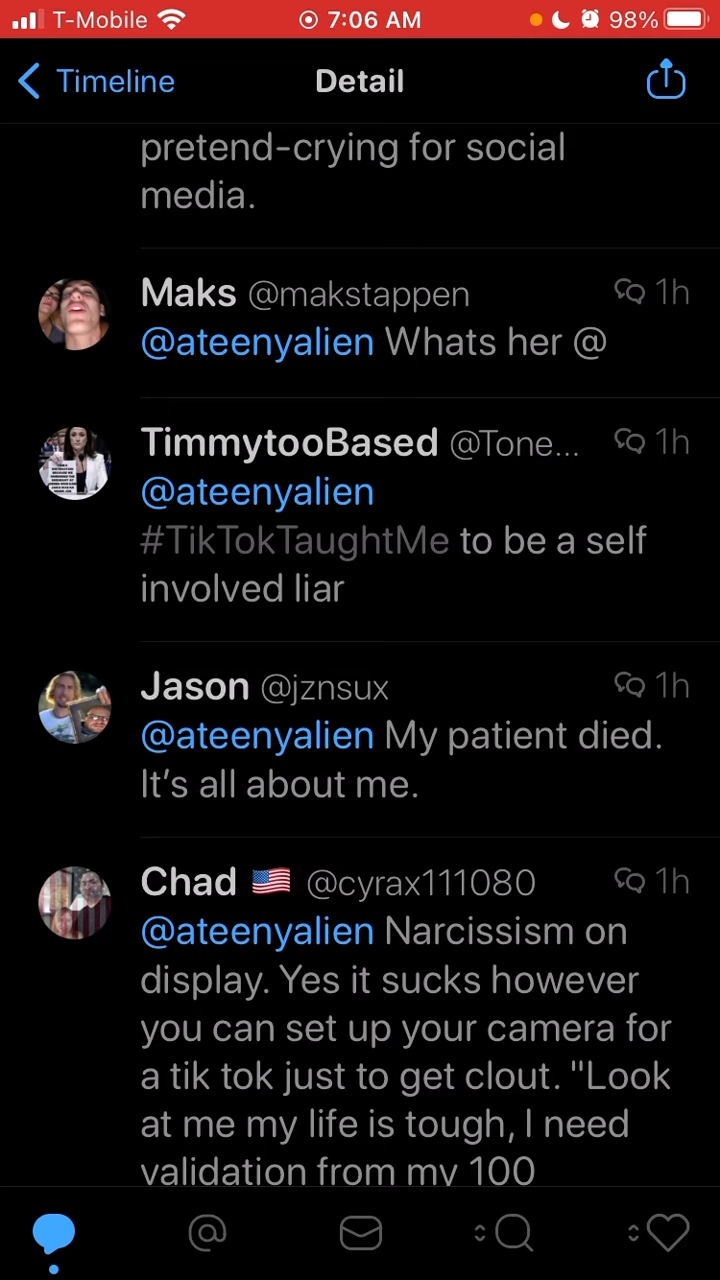 T-Mobile 7:06 AM 98%
Timeline Detail
pretend-crying for social
media.
Maks @makstappen 1h
@ateenyalien Whats her @
TimmytooBased @Tone... 1h
@ateenyalien
#TikTokTaughtMe to be a self
involved liar
Jason @jznsux 1h
@ateenyalien My patient died.
It's all about me.
Chad 🇺🇸 @cyrax111080 1h
@ateenyalien Narcissism on
display. Yes it sucks however
you can set up your camera for
a tik tok just to get clout. "Look
at me my life is tough, I need
validation from my 100
@